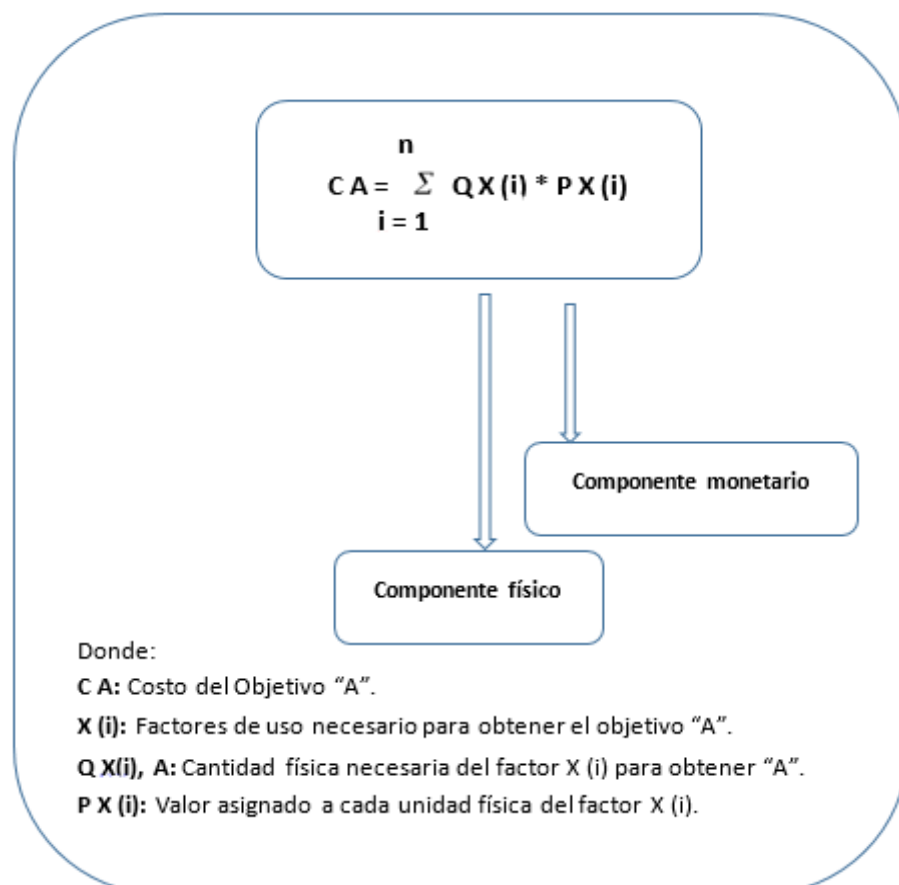 n
C A = Σ Q X (i) * P X (i)
i = 1
Componente monetario
Componente físico
Donde:
C A: Costo del Objetivo “A”.
X (i): Factores de uso necesario para obtener el objetivo “A”.
Q X(i), A: Cantidad física necesaria del factor X (i) para obtener “A”.
P X (i): Valor asignado a cada unidad física del factor X (i).